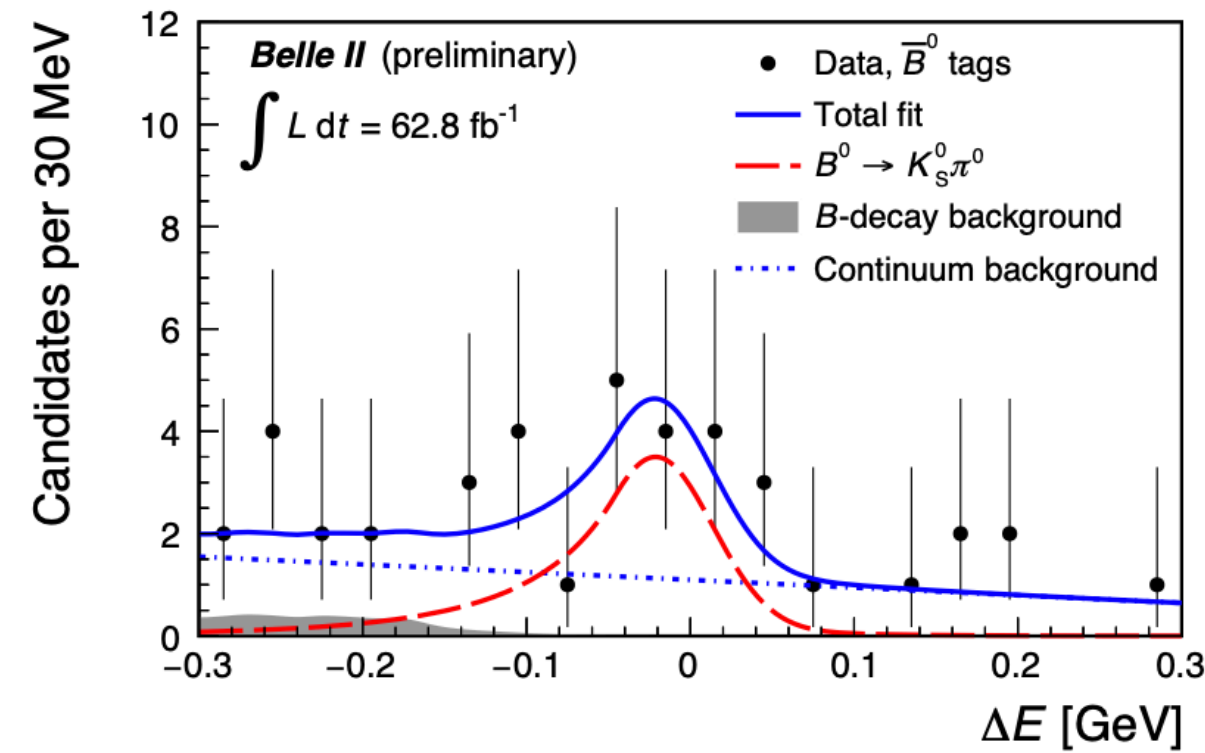 Candidates per 30 MeV
12
10
8
6
4
2
0
Belle II (preliminary)
∫ L dt = 62.8 fb⁻¹
Data, B̅⁰ tags
Total fit
B⁰ → K⁰_S π⁰
B-decay background
Continuum background
−0.3 −0.2 −0.1 0 0.1 0.2 0.3
ΔE [GeV]